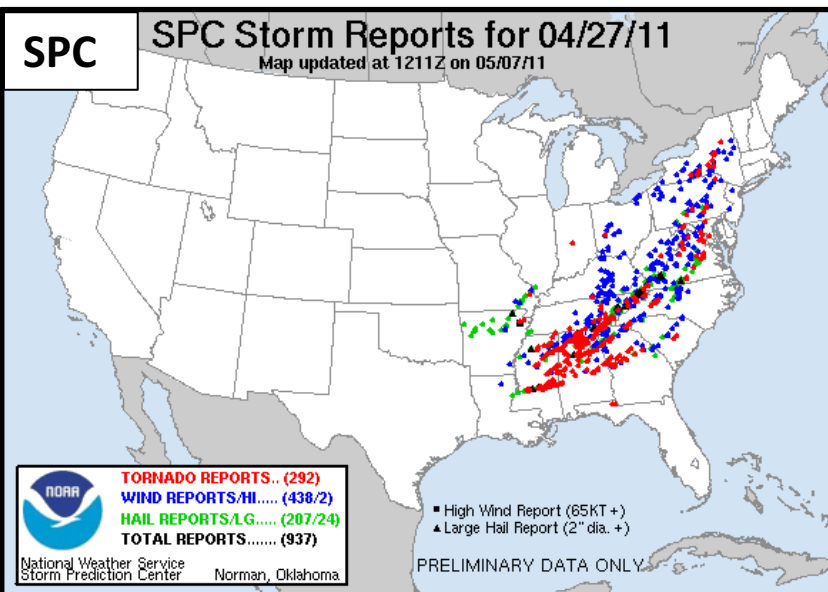 SPC
SPC Storm Reports for 04/27/11
Map updated at 1211Z on 05/07/11
NOAA
TORNADO REPORTS.. (292)
WIND REPORTS/HI..... (438/2)
HAIL REPORTS/LG..... (207/24)
TOTAL REPORTS....... (937)
National Weather Service
Storm Prediction Center Norman, Oklahoma
High Wind Report (65KT +)
Large Hail Report (2" dia. +)
PRELIMINARY DATA ONLY